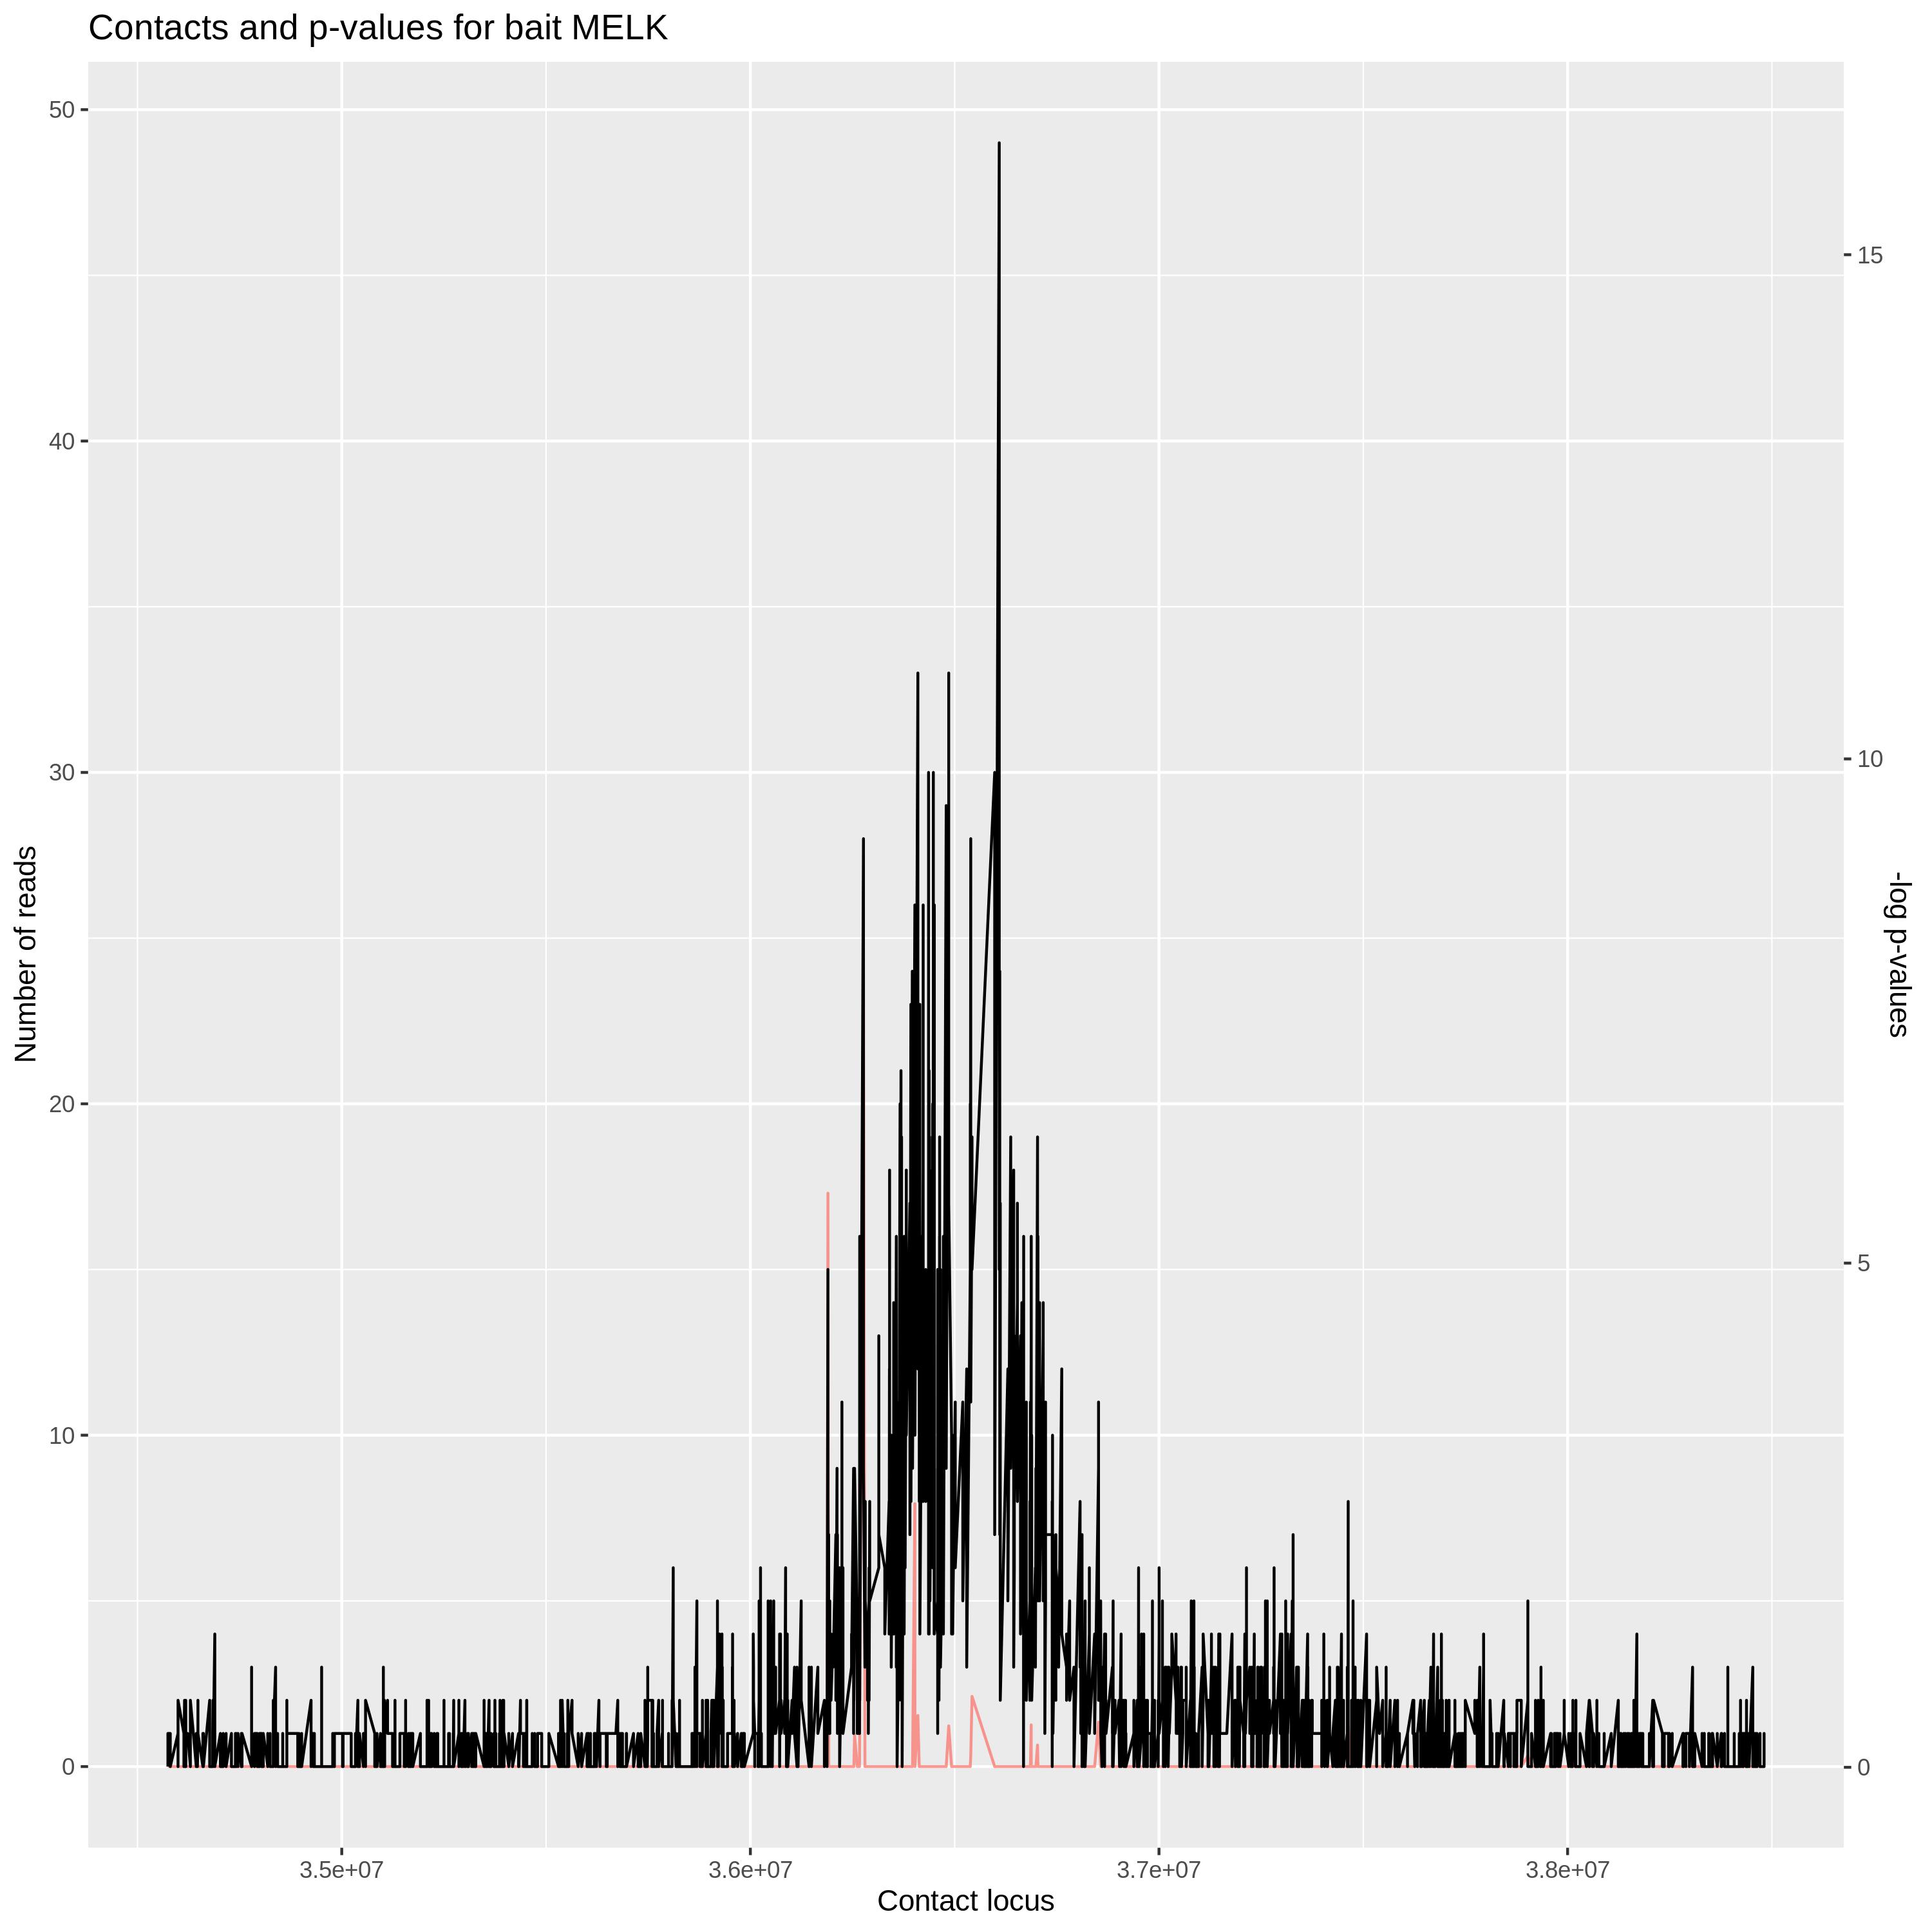 Contacts and p-values for bait MELK
50
40
30
20
10
0
Number of reads
15
10
5
0
-log p-values
3.5e+07 3.6e+07 3.7e+07 3.8e+07
Contact locus